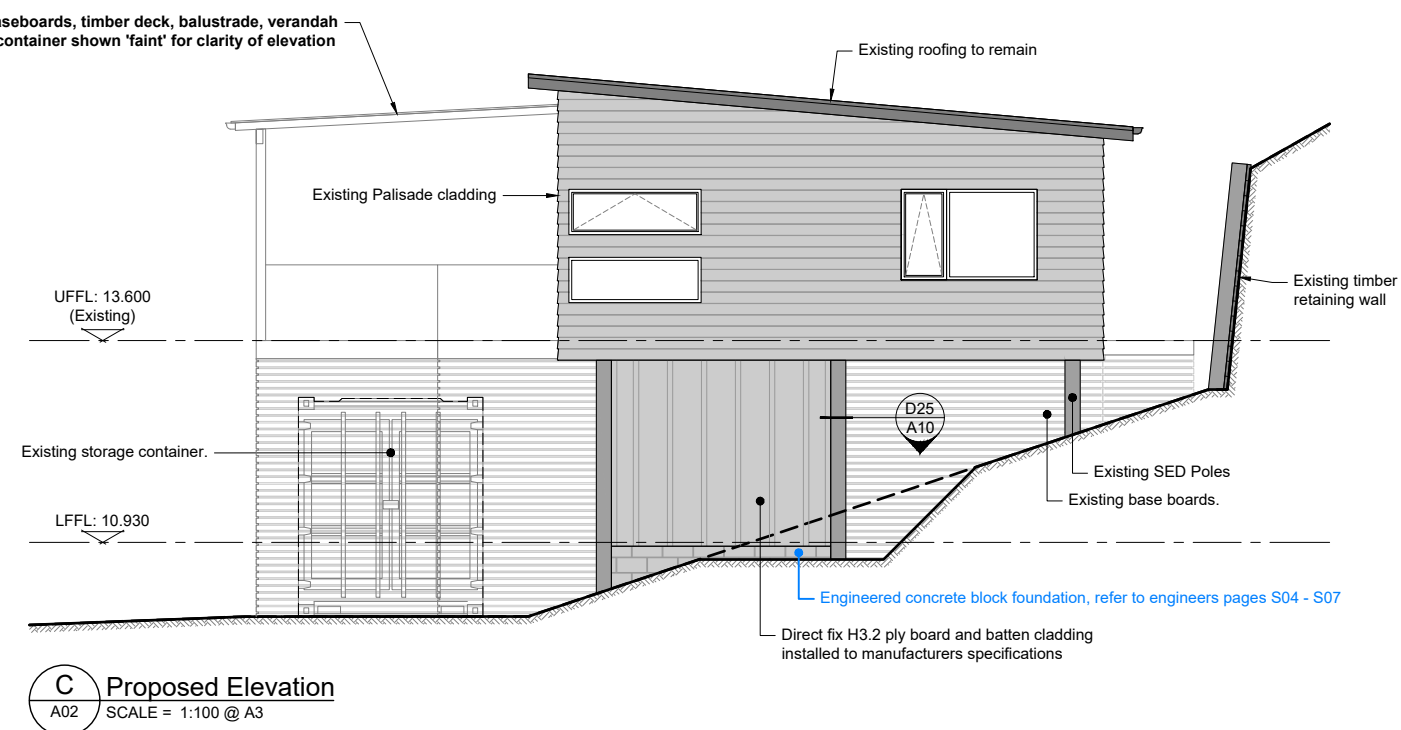 baseboards, timber deck, balustrade, verandah
container shown 'faint' for clarity of elevation
Existing roofing to remain
Existing Palisade cladding
Existing timber
retaining wall
UFFL: 13.600
(Existing)
D25
A10
Existing storage container.
Existing SED Poles
Existing base boards.
LFFL: 10.930
Engineered concrete block foundation, refer to engineers pages S04 - S07
Direct fix H3.2 ply board and batten cladding
installed to manufacturers specifications
C
A02
Proposed Elevation
SCALE = 1:100 @ A3